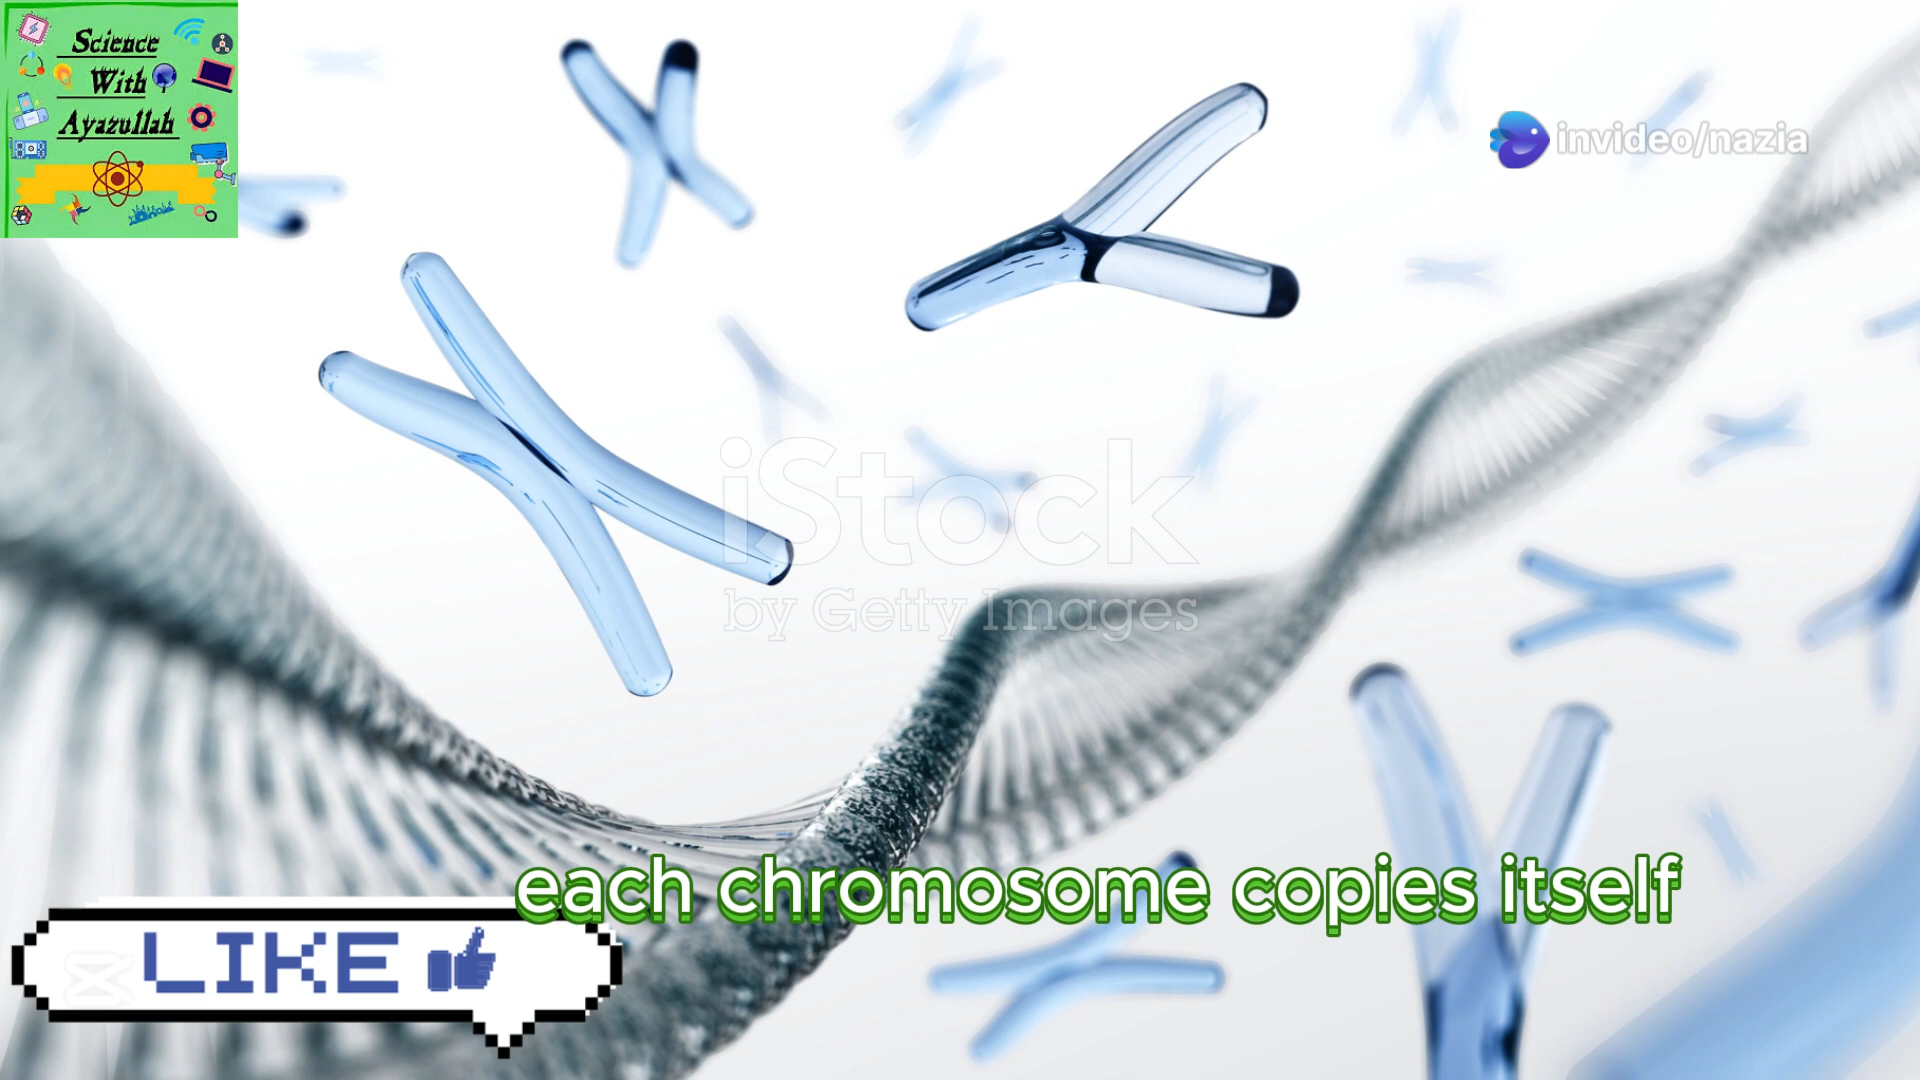 Science
With
Ayazullah
invideo/nazia
iStock
by Getty Images
each chromosome copies itself
LIKE